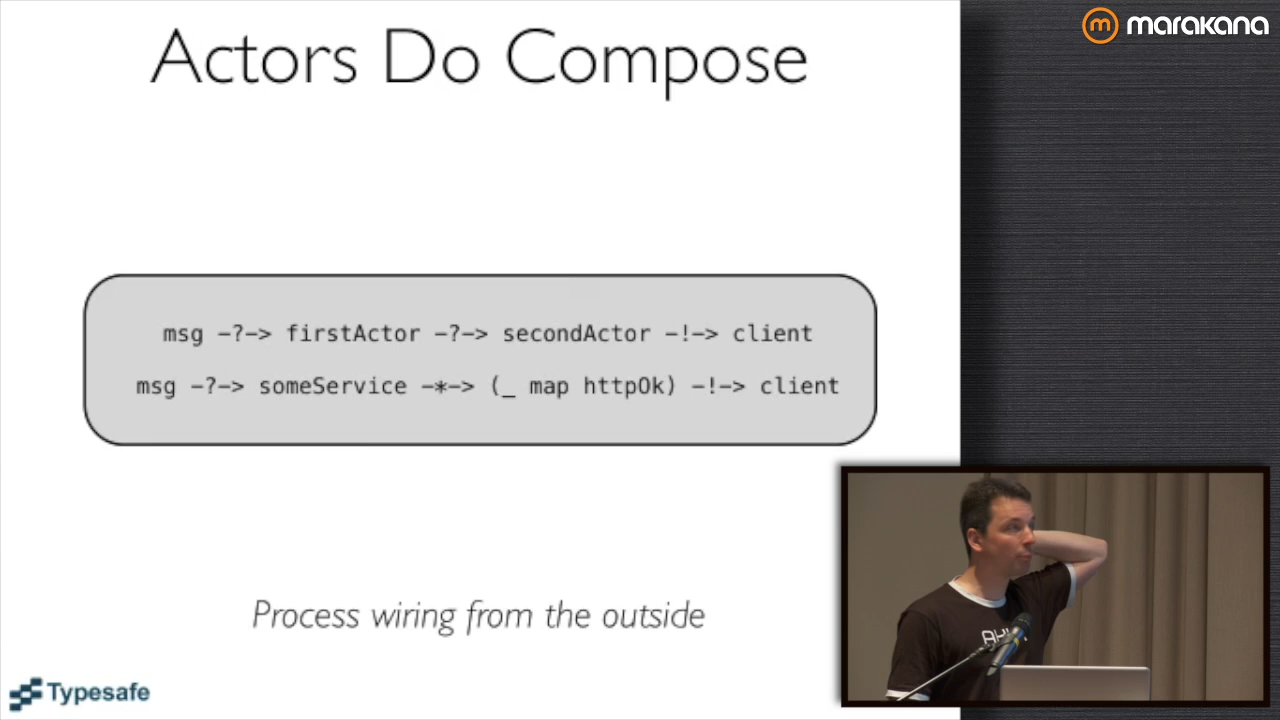 Actors Do Compose
marakana
msg -?-> firstActor -?-> secondActor -!-> client
msg -?-> someService -*-> (_ map httpOk) -!-> client
Process wiring from the outside
Typesafe